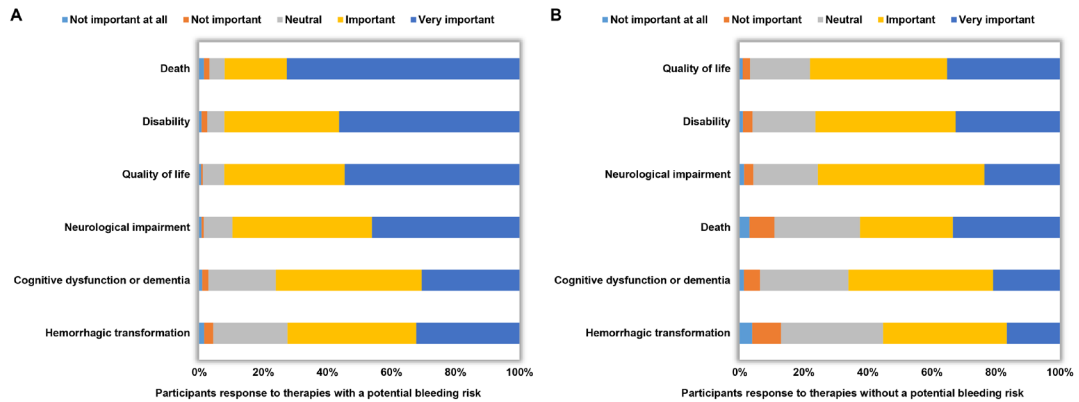 A
Not important at all Not important Neutral Important Very important
Death
Disability
Quality of life
Neurological impairment
Cognitive dysfunction or dementia
Hemorrhagic transformation
0% 20% 40% 60% 80% 100%
Participants response to therapies with a potential bleeding risk
B
Not important at all Not important Neutral Important Very important
Quality of life
Disability
Neurological impairment
Death
Cognitive dysfunction or dementia
Hemorrhagic transformation
0% 20% 40% 60% 80% 100%
Participants response to therapies without a potential bleeding risk